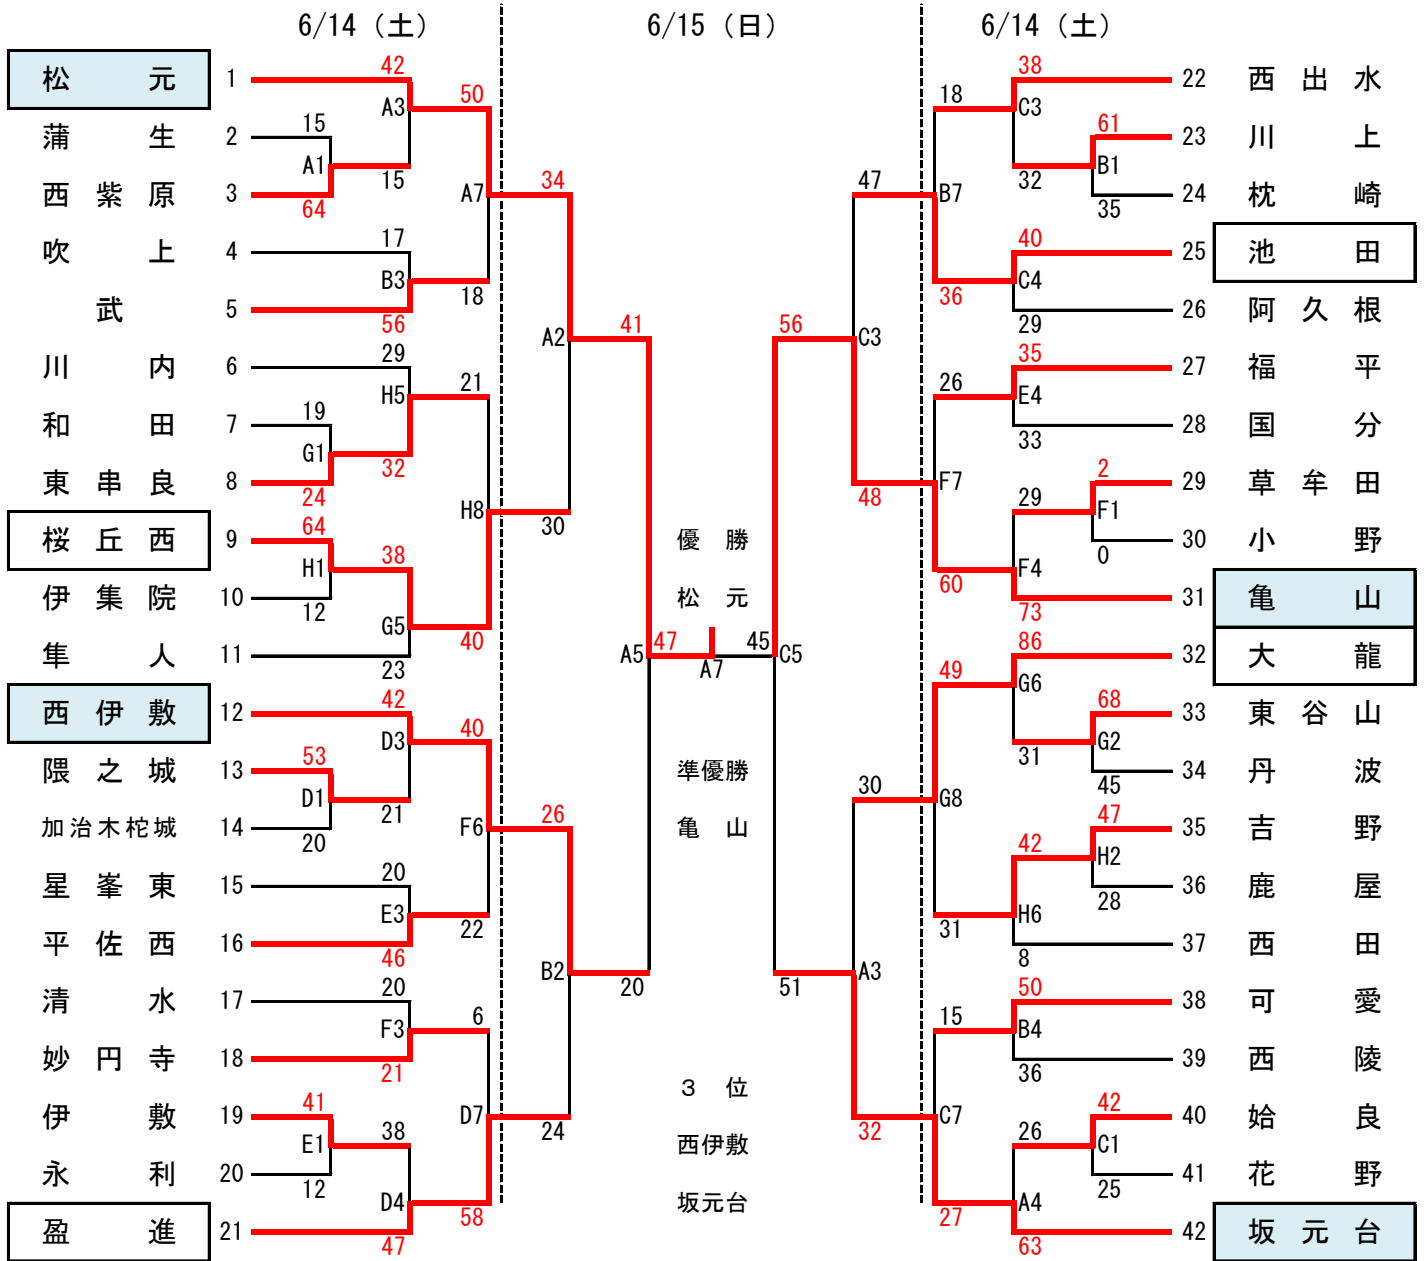 6/14（土）　6/15（日）　6/14（土）
42　38
松元　1　50　18　22　西出水
A3　C3
15　61
蒲生　2　23　川上
A1　B1
15　34　47　32
西紫原　3　A7　B7　24　枕崎
64　35
17　40
吹上　4　25　池田
B3　C4
18　36
武　5　26　阿久根
56　41　56　29
A2　C3
29　35
川内　6　21　26　27　福平
H5　E4
19
和田　7　28　国分
G1　33
32　2
東串良　8　F7　29　29　草牟田
24　48
H8　F1
64　30
桜丘西　9　38　優勝　30　小野
H1　F4　0
60
伊集院　10　松元　73　31　亀山
12
G5
40　86
隼人　11　A5　47　45　C5　49　32　大龍
23　A7　G6
42　68
西伊敷　12　40　33　東谷山
D3　G2
53　31
隈之城　13　準優勝　34　丹波
D1　30　45
21　26　G8　47
加治木柁城　14　F6　亀山　42　35　吉野
20　H2
20
星峯東　15　36　鹿屋
28
E3　H6
22　31
平佐西　16　37　西田
46　8
B2　A3
20　20　51　50
清水　17　6　15　38　可愛
F3　B4
妙円寺　18　39　西陵
21　36
41　３位　42
伊敷　19　D7　C7　40　姶良
38　24　32　26
E1　西伊敷　C1
永利　20　41　花野
12　25
D4　坂元台　A4
58　27
盈進　21　42　坂元台
47　63